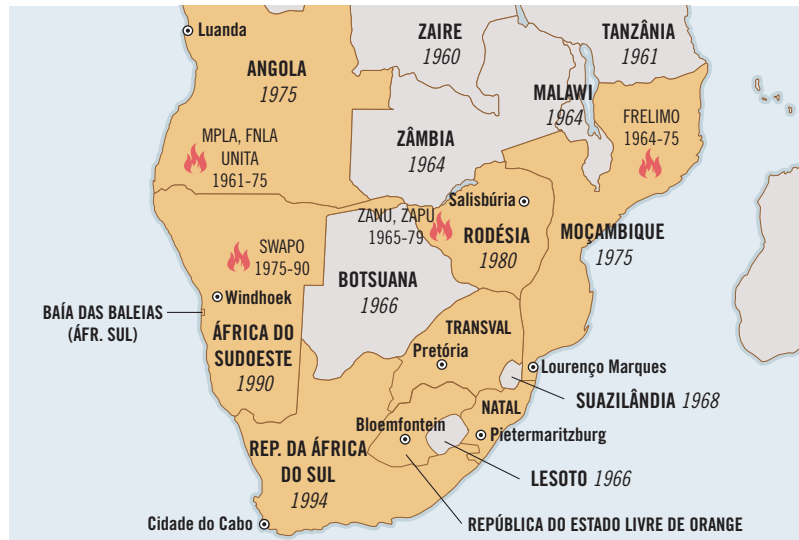 Luanda
ZAIRE
1960
TANZÂNIA
1961
ANGOLA
1975
MALAWI
1964
FRELIMO
1964-75
MPLA, FNLA
UNITA
1961-75
ZÂMBIA
1964
Salisbúria
ZANU, ZAPU
1965-79
RODÉSIA
1980
MOÇAMBIQUE
1975
SWAPO
1975-90
BOTSUANA
1966
Windhoek
BAÍA DAS BALEIAS
(ÁFR. SUL)
ÁFRICA DO
SUDOESTE
1990
TRANSVAL
Pretória
Lourenço Marques
SUAZILÂNDIA 1968
NATAL
Bloemfontein
Pietermaritzburg
REP. DA ÁFRICA
DO SUL
1994
LESOTO 1966
Cidade do Cabo
REPÚBLICA DO ESTADO LIVRE DE ORANGE